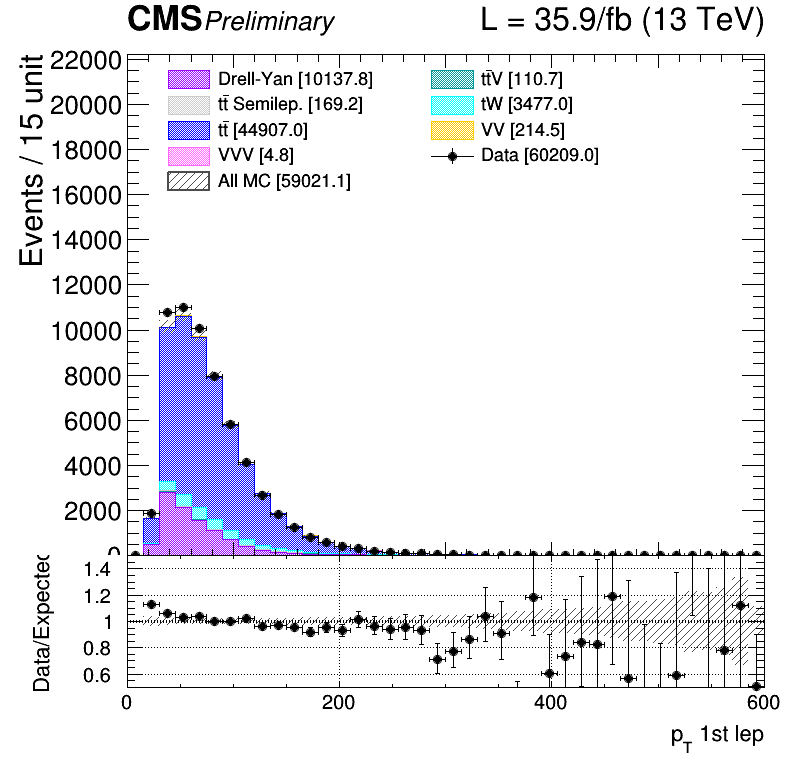 CMS Preliminary L = 35.9/fb (13 TeV)
Events / 15 unit
22000
20000
18000
16000
14000
12000
10000
8000
6000
4000
2000
0
Drell-Yan [10137.8]
tt̄ Semilep. [169.2]
tt̄ [44907.0]
VVV [4.8]
All MC [59021.1]
tt̄V [110.7]
tW [3477.0]
VV [214.5]
Data [60209.0]
Data/Expected
1.4
1.2
1
0.8
0.6
0 200 400 600
p_T 1st lep